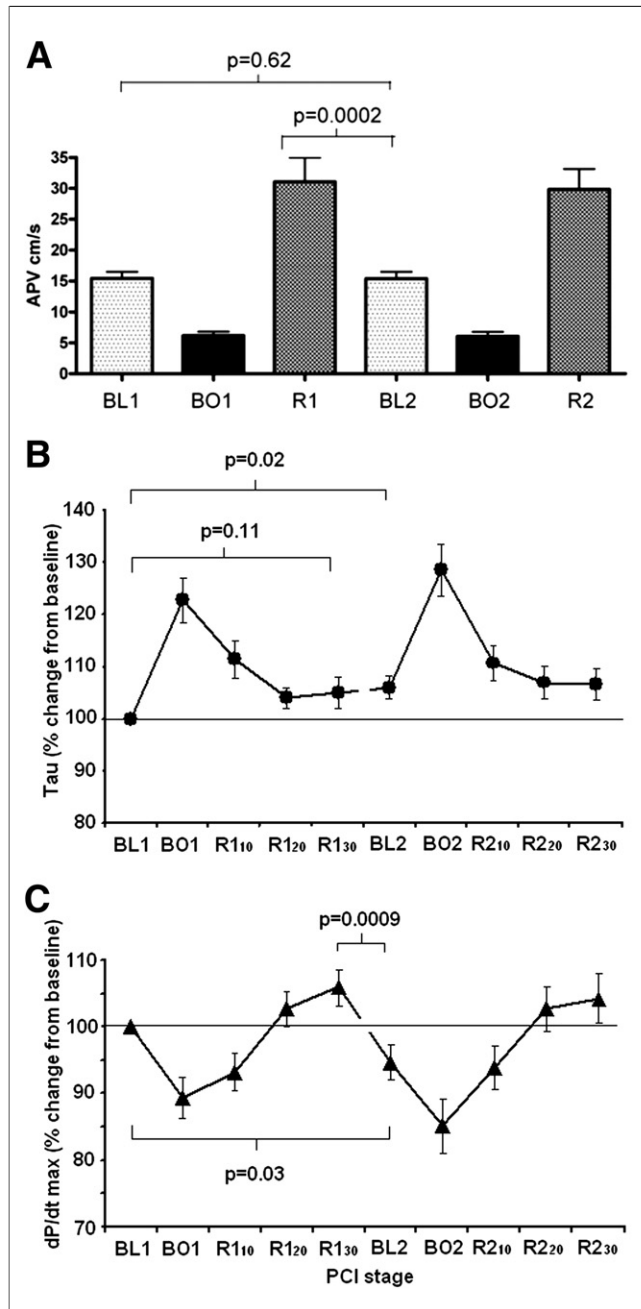 A
p=0.62
p=0.0002
35
30
25
20
15
10
5
0
APV cm/s
BL1 BO1 R1 BL2 BO2 R2
B
p=0.02
p=0.11
140
130
120
110
100
90
80
Tau (% change from baseline)
BL1 BO1 R1₁₀ R1₂₀ R1₃₀ BL2 BO2 R2₁₀ R2₂₀ R2₃₀
C
p=0.0009
110
100
90
80
70
dP/dt max (% change from baseline)
p=0.03
BL1 BO1 R1₁₀ R1₂₀ R1₃₀ BL2 BO2 R2₁₀ R2₂₀ R2₃₀
PCI stage